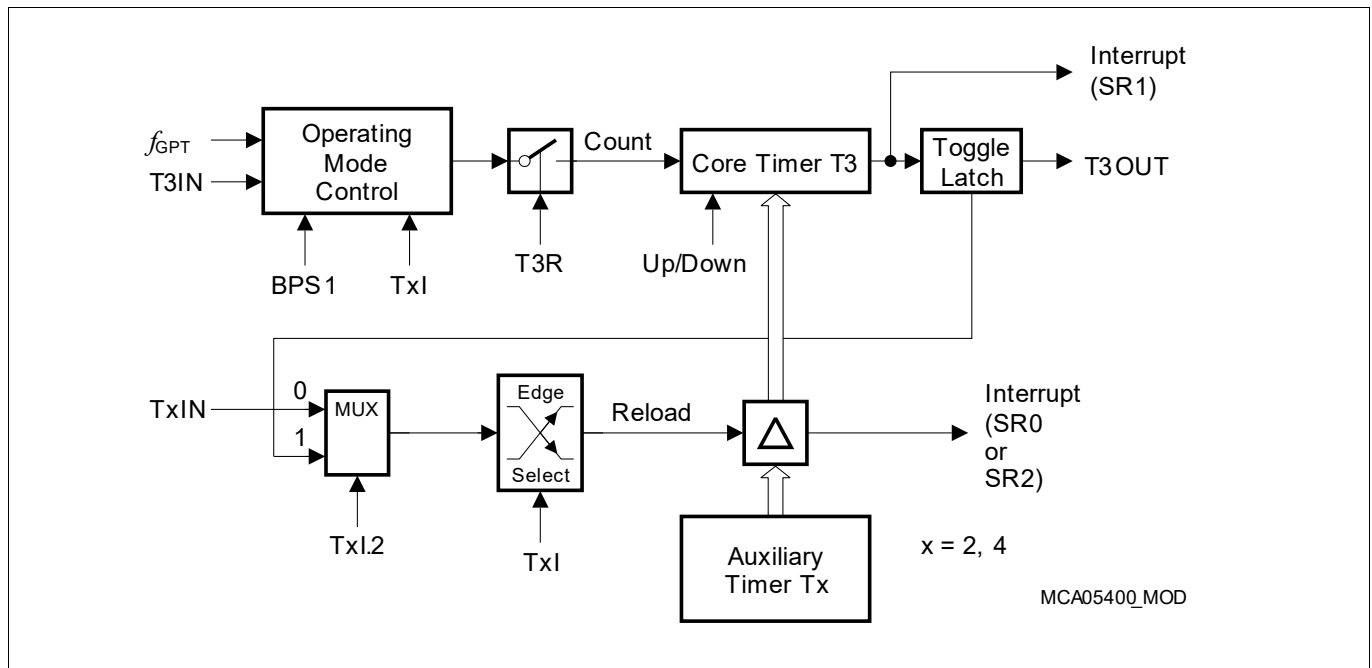 Interrupt
(SR1)
fGPT
T3IN
Operating
Mode
Control
BPS1
TxI
T3R
Count
Core Timer T3
Up/Down
Toggle
Latch
T3OUT
TxIN
0
1
MUX
TxI.2
Edge
Select
TxI
Reload
Δ
Interrupt
(SR0
or
SR2)
Auxiliary
Timer Tx
x = 2, 4
MCA05400_MOD